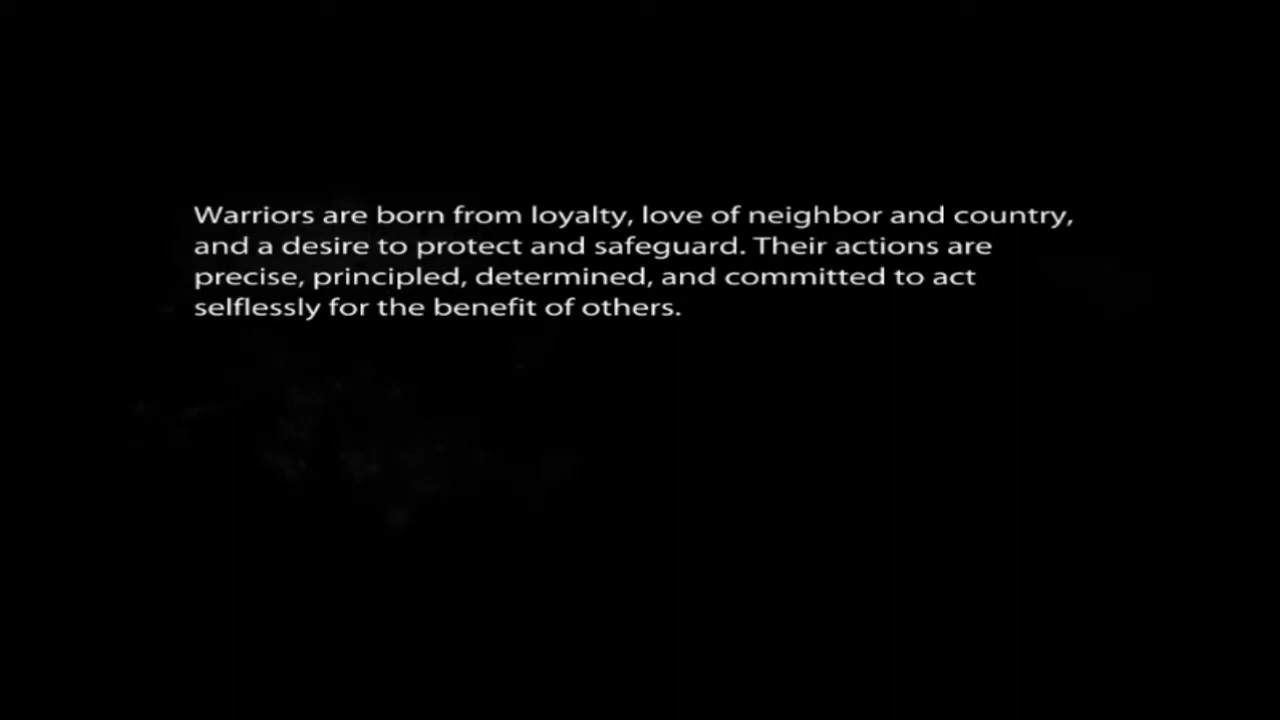 Warriors are born from loyalty, love of neighbor and country,
and a desire to protect and safeguard. Their actions are
precise, principled, determined, and committed to act
selflessly for the benefit of others.